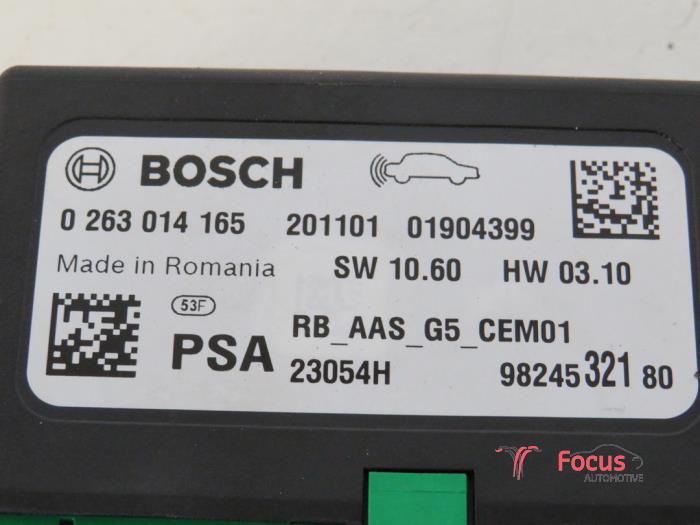 BOSCH
0 263 014 165 201101 01904399
Made in Romania SW 10.60 HW 03.10
53F
PSA
RB_AAS_G5_CEM01
23054H 98245 321 80
Focus
AUTOMOTIVE